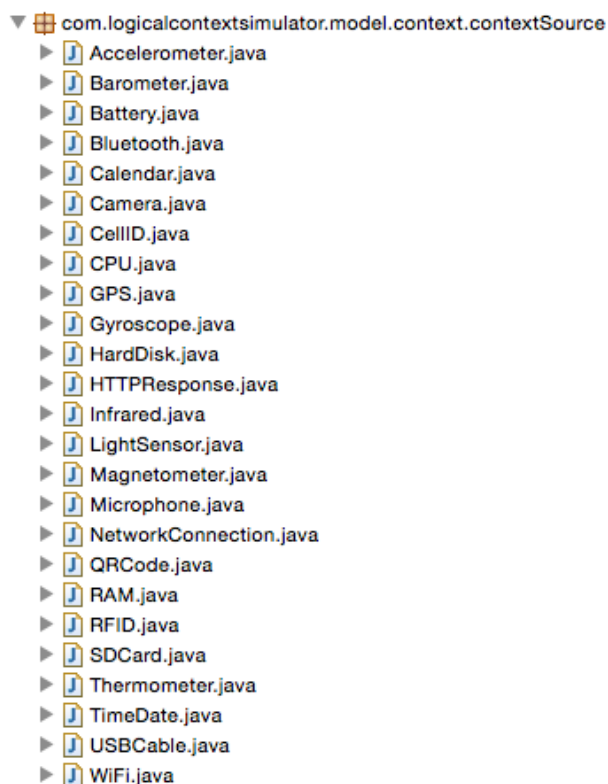 com.logicalcontextsimulator.model.context.contextSource
Accelerometer.java
Barometer.java
Battery.java
Bluetooth.java
Calendar.java
Camera.java
CellID.java
CPU.java
GPS.java
Gyroscope.java
HardDisk.java
HTTPResponse.java
Infrared.java
LightSensor.java
Magnetometer.java
Microphone.java
NetworkConnection.java
QRCode.java
RAM.java
RFID.java
SDCard.java
Thermometer.java
TimeDate.java
USBCable.java
WiFi.java